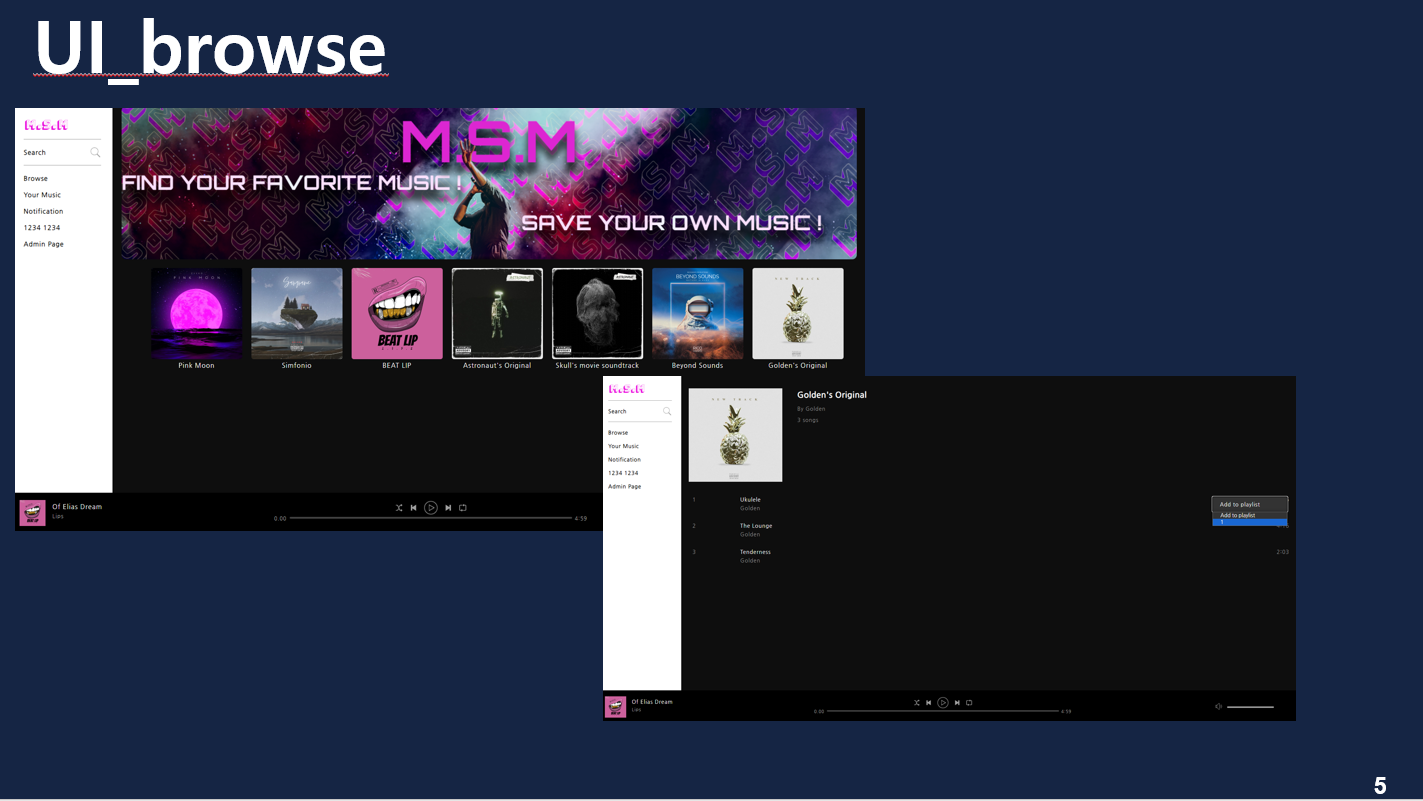 UI_browse
M.S.M
Search
Browse
Your Music
Notification
1234 1234
Admin Page
M.S.M
FIND YOUR FAVORITE MUSIC !
SAVE YOUR OWN MUSIC !
PINK MOON
BEAT LIP
ASTRONAUT
BEYOND SOUNDS
NEW TRACK
Pink Moon
Simfonio
BEAT LIP
Astronaut's Original
Skull's movie soundtrack
Beyond Sounds
Golden's Original
Of Elias Dream
Lips
0:00
4:59
M.S.M
Search
Browse
Your Music
Notification
1234 1234
Admin Page
NEW TRACK
Golden's Original
By Golden
3 songs
1 Ukulele
Golden
Add to playlist
Add to playlist
1
2 The Lounge
Golden
3 Tenderness 2:03
Golden
Of Elias Dream
Lips
0:00
4:59
5